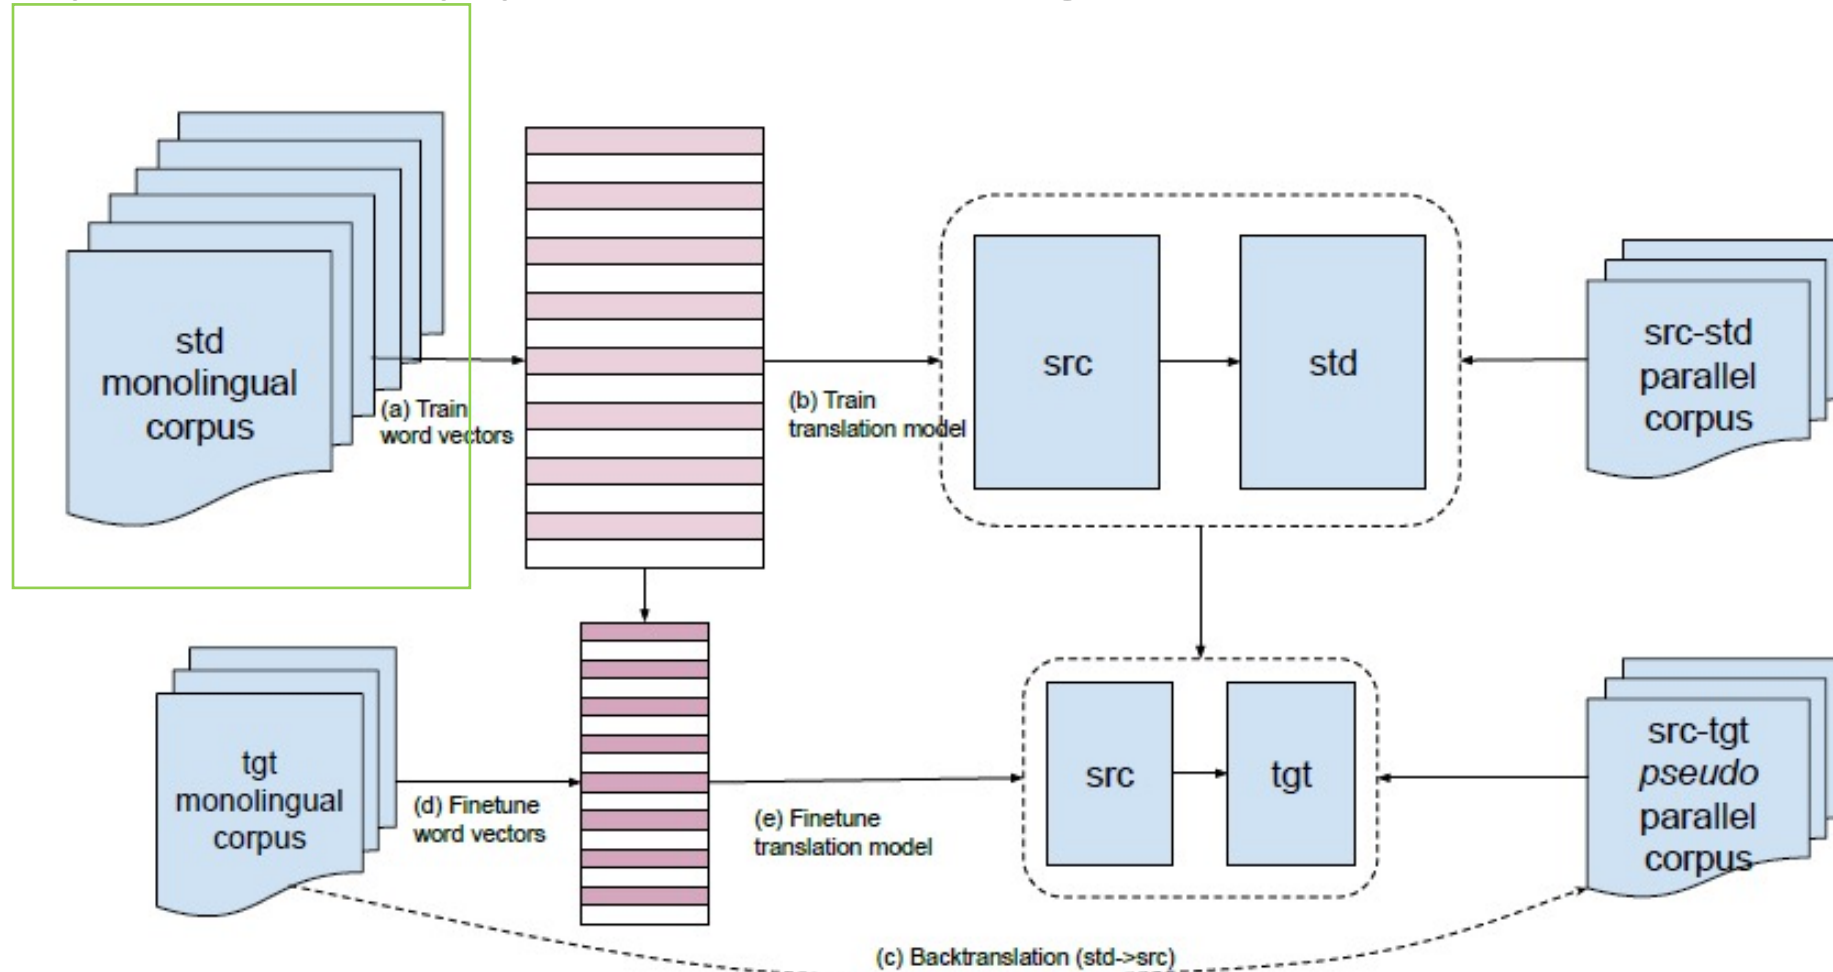 std
monolingual
corpus
(a) Train
word vectors
(b) Train
translation model
src
std
src-std
parallel
corpus
tgt
monolingual
corpus
(d) Finetune
word vectors
(e) Finetune
translation model
src
tgt
src-tgt
pseudo
parallel
corpus
(c) Backtranslation (std->src)